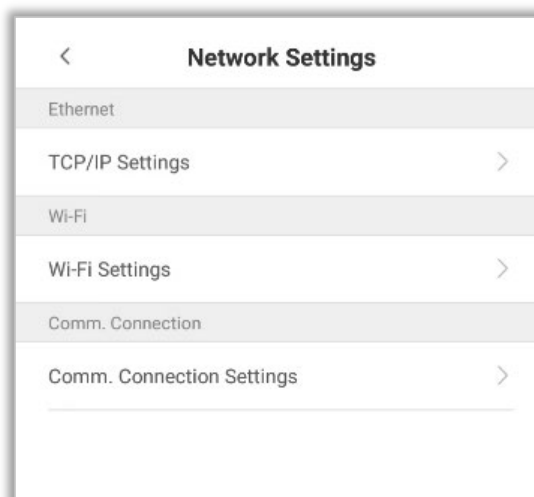 Network Settings
Ethernet
TCP/IP Settings
Wi-Fi
Wi-Fi Settings
Comm. Connection
Comm. Connection Settings